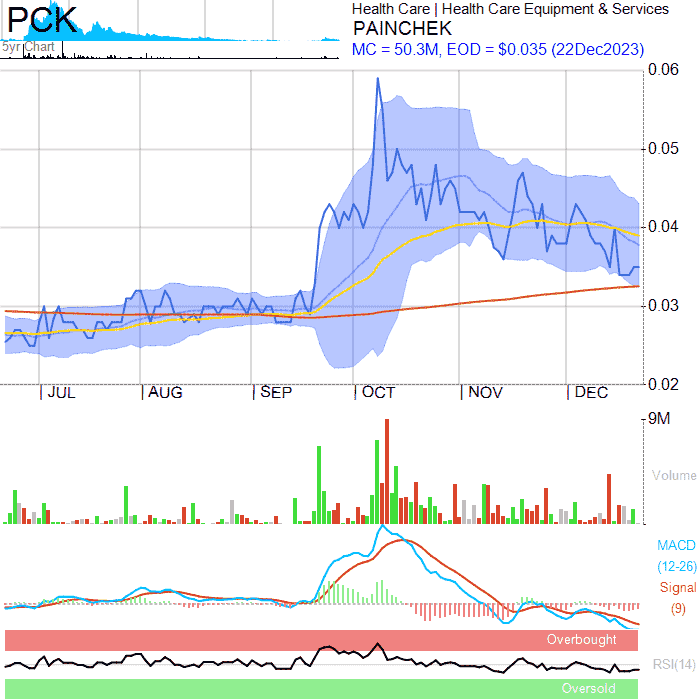 PCK
5yr Chart
Health Care | Health Care Equipment & Services
PAINCHEK
MC = 50.3M, EOD = $0.035 (22Dec2023)
0.06
0.05
0.04
0.03
0.02
JUL AUG SEP OCT NOV DEC
9M
Volume
MACD
(12-26)
Signal
(9)
Overbought
RSI(14)
Oversold